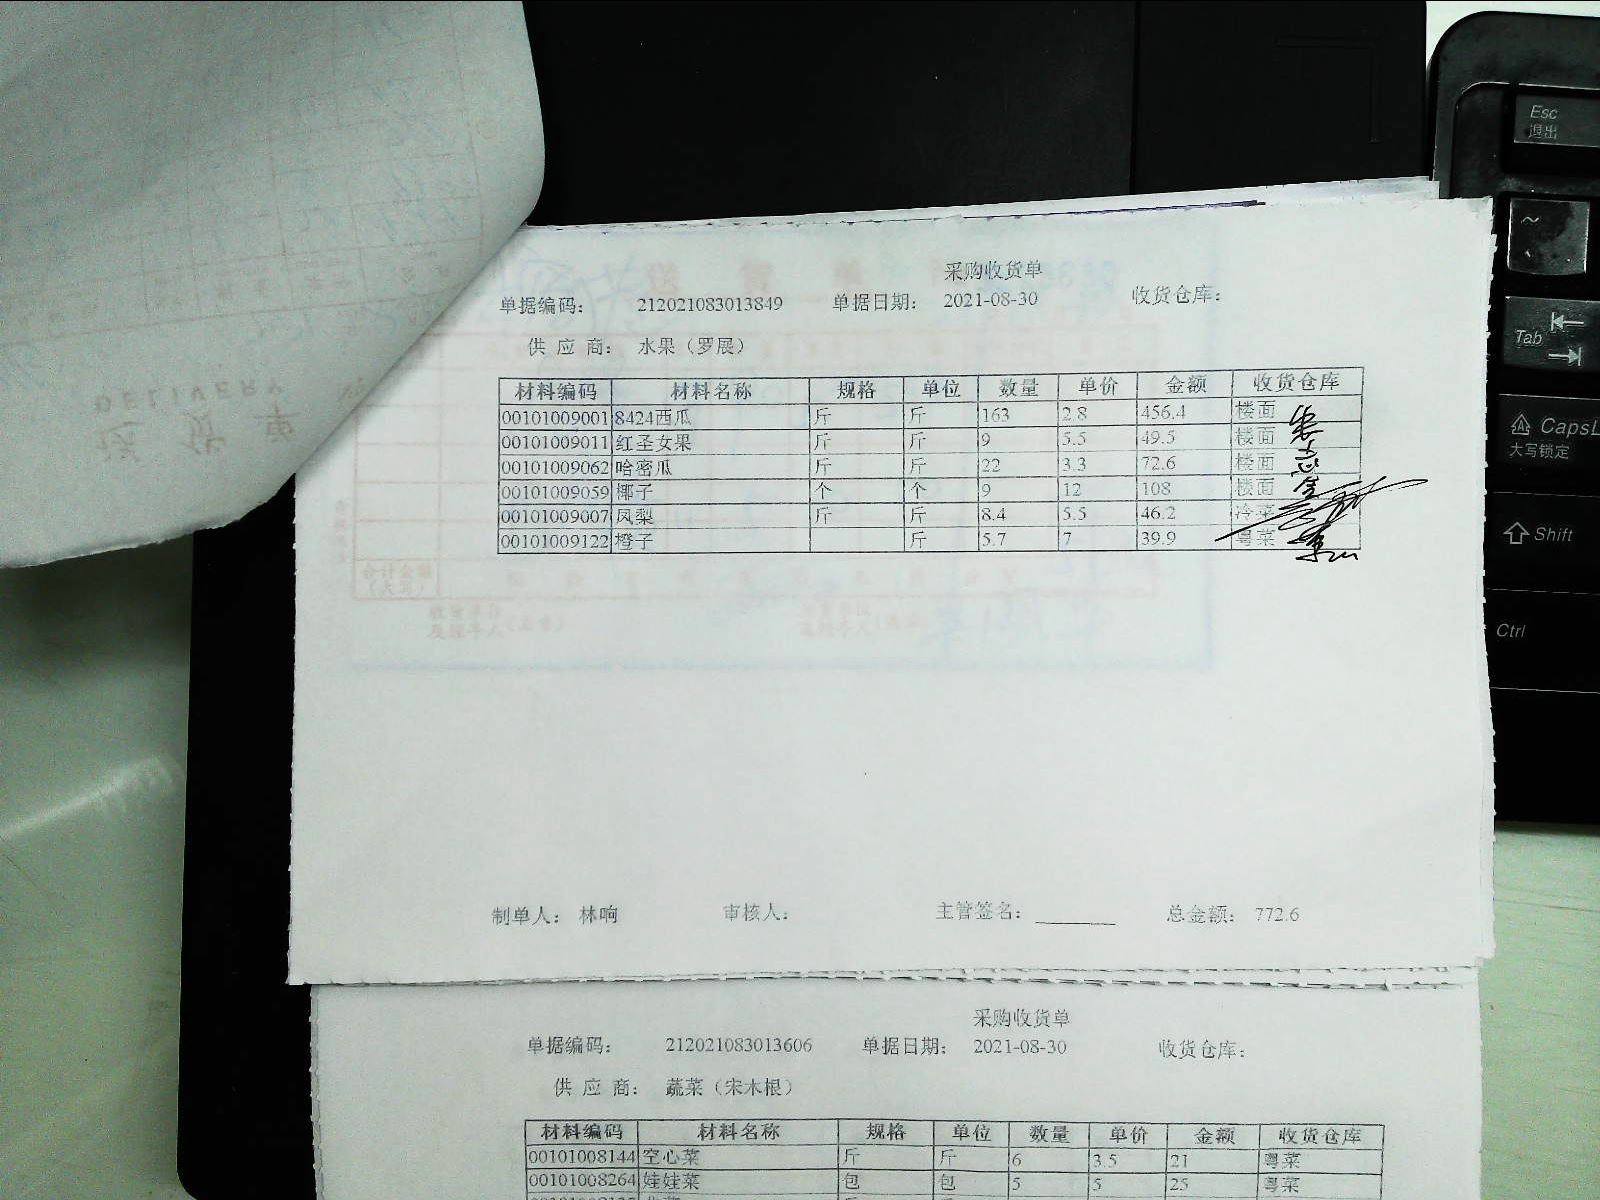 采购收货单
单据编码： 212021083013849 单据日期： 2021-08-30 收货仓库：
供 应 商： 水果（罗展）
材料编码 材料名称 规格 单位 数量 单价 金额 收货仓库
00101009001 8424西瓜 斤 斤 163 2.8 456.4 楼面
00101009011 红圣女果 斤 斤 9 5.5 49.5 楼面
00101009062 哈密瓜 斤 斤 22 3.3 72.6 楼面
00101009059 椰子 个 个 9 12 108 楼面
00101009007 凤梨 斤 斤 8.4 5.5 46.2 冷菜
00101009122 橙子 斤 5.7 7 39.9 粤菜
制单人： 林响 审核人： 主管签名： 总金额： 772.6
采购收货单
单据编码： 212021083013606 单据日期： 2021-08-30 收货仓库：
供 应 商： 蔬菜（宋木根）
材料编码 材料名称 规格 单位 数量 单价 金额 收货仓库
00101008144 空心菜 斤 斤 6 3.5 21 粤菜
00101008264 娃娃菜 包 包 5 5 25 粤菜
DELIVERY
送 货 单
Esc
退出
~
Tab
CapsL
大写锁定
Shift
Ctrl